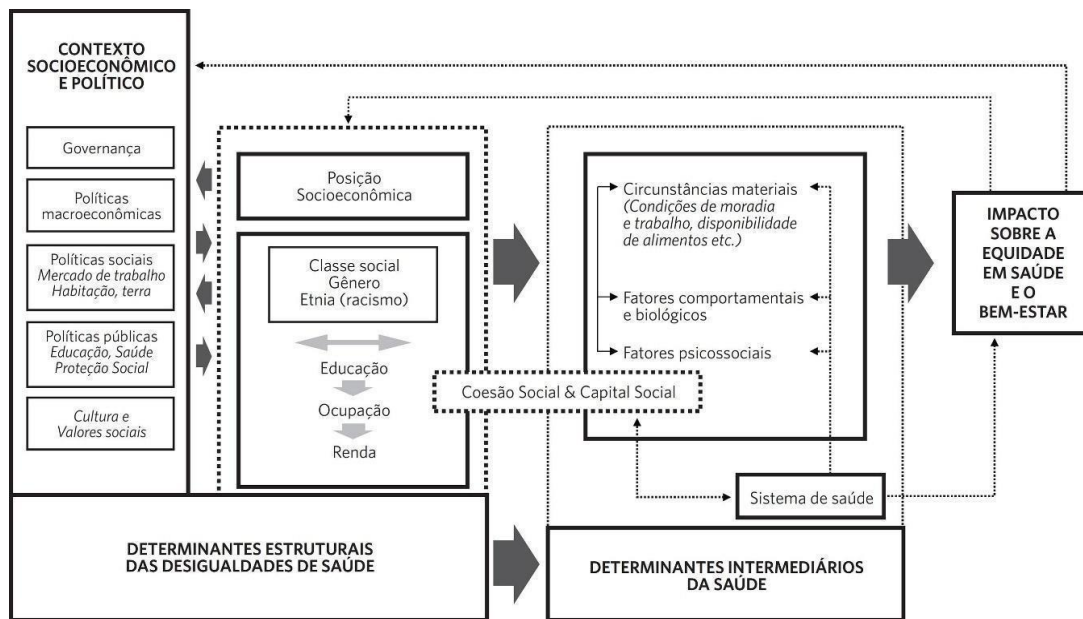 CONTEXTO
SOCIOECONÔMICO
E POLÍTICO
Governança
Políticas
macroeconômicas
Políticas sociais
Mercado de trabalho
Habitação, terra
Políticas públicas
Educação, Saúde
Proteção Social
Cultura e
Valores sociais
Posição
Socioeconômica
Classe social
Gênero
Etnia (racismo)
Educação
Ocupação
Renda
Coesão Social & Capital Social
Circunstâncias materiais
(Condições de moradia
e trabalho, disponibilidade
de alimentos etc.)
Fatores comportamentais
e biológicos
Fatores psicossociais
Sistema de saúde
IMPACTO
SOBRE A
EQUIDADE
EM SAÚDE
E O
BEM-ESTAR
DETERMINANTES ESTRUTURAIS
DAS DESIGUALDADES DE SAÚDE
DETERMINANTES INTERMEDIÁRIOS
DA SAÚDE